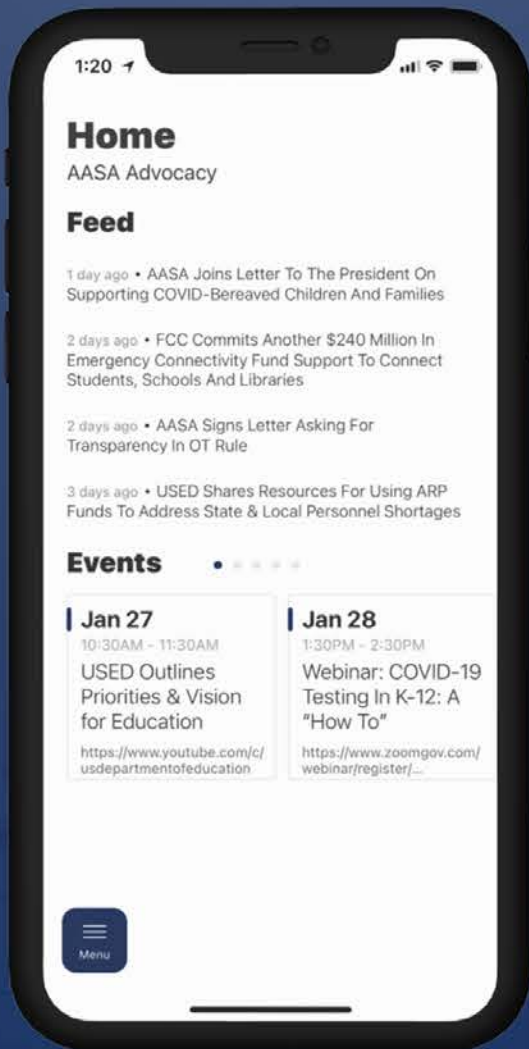 1:20
Home
AASA Advocacy
Feed
1 day ago • AASA Joins Letter To The President On
Supporting COVID-Bereaved Children And Families
2 days ago • FCC Commits Another $240 Million In
Emergency Connectivity Fund Support To Connect
Students, Schools And Libraries
2 days ago • AASA Signs Letter Asking For
Transparency In OT Rule
3 days ago • USED Shares Resources For Using ARP
Funds To Address State & Local Personnel Shortages
Events
Jan 27
10:30AM - 11:30AM
USED Outlines
Priorities & Vision
for Education
https://www.youtube.com/c/
usdepartmentofeducation
Jan 28
1:30PM - 2:30PM
Webinar: COVID-19
Testing In K-12: A
"How To"
https://www.zoomgov.com/
webinar/register/...
Menu